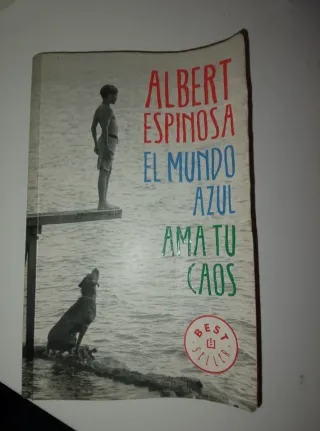 ALBERT
ESPINOSA
EL MUNDO
AZUL
AMA TU
CAOS
BEST
SELLER